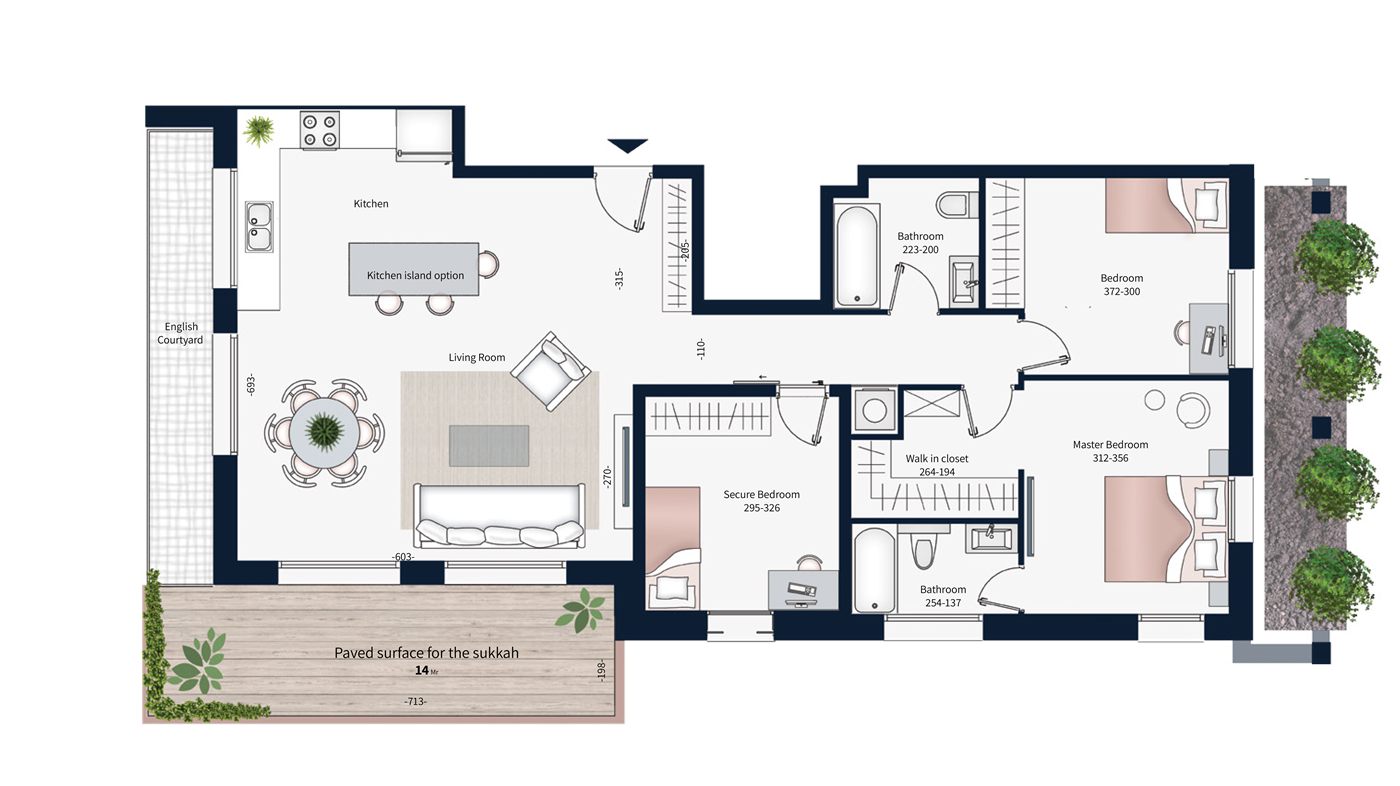 Kitchen
Kitchen island option
-205-
-315-
Bathroom
223-200
Bedroom
372-300
English
Courtyard
Living Room
-110-
-693-
Walk in closet
264-194
Master Bedroom
312-356
-270-
Secure Bedroom
295-326
-603-
Bathroom
254-137
Paved surface for the sukkah
14 Mr
-198-
-713-